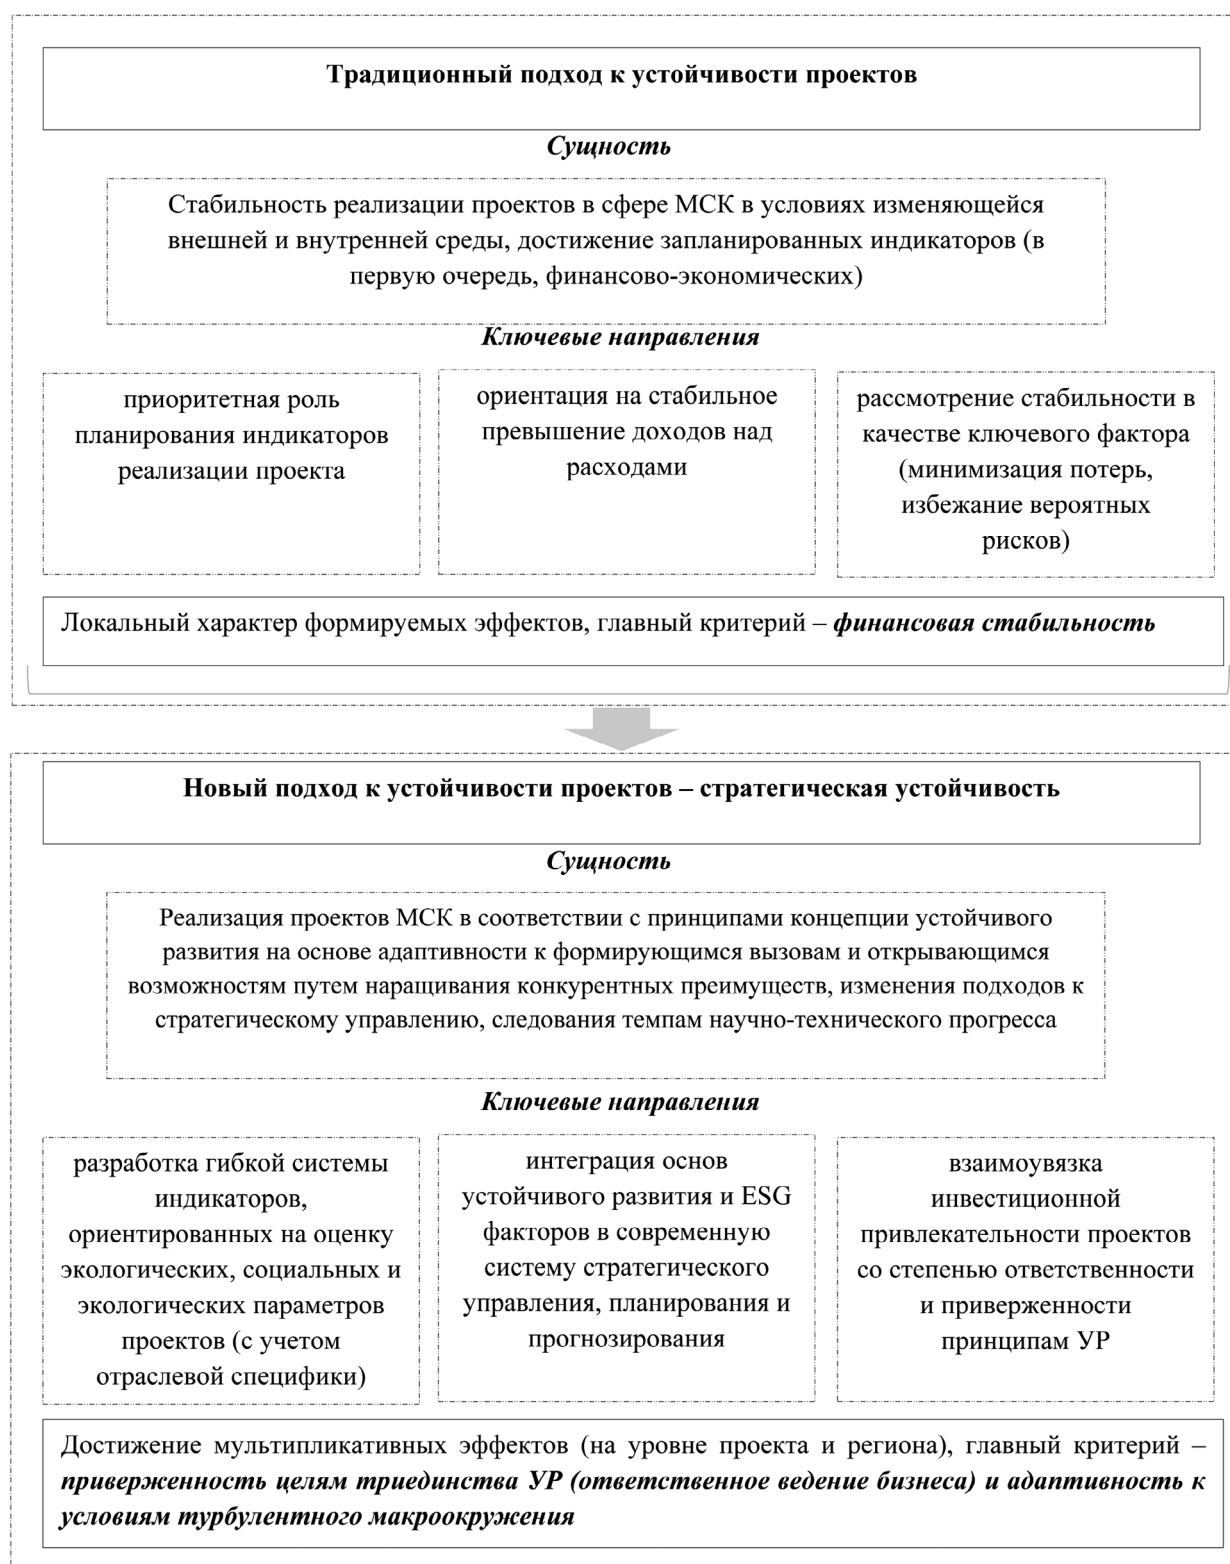 Традиционный подход к устойчивости проектов
Сущность
Стабильность реализации проектов в сфере МСК в условиях изменяющейся
внешней и внутренней среды, достижение запланированных индикаторов (в
первую очередь, финансово-экономических)
Ключевые направления
приоритетная роль
планирования индикаторов
реализации проекта
ориентация на стабильное
превышение доходов над
расходами
рассмотрение стабильности в
качестве ключевого фактора
(минимизация потерь,
избежание вероятных
рисков)
Локальный характер формируемых эффектов, главный критерий – финансовая стабильность
Новый подход к устойчивости проектов – стратегическая устойчивость
Сущность
Реализация проектов МСК в соответствии с принципами концепции устойчивого
развития на основе адаптивности к формирующимся вызовам и открывающимся
возможностям путем наращивания конкурентных преимуществ, изменения подходов к
стратегическому управлению, следования темпам научно-технического прогресса
Ключевые направления
разработка гибкой системы
индикаторов,
ориентированных на оценку
экологических, социальных и
экологических параметров
проектов (с учетом
отраслевой специфики)
интеграция основ
устойчивого развития и ESG
факторов в современную
систему стратегического
управления, планирования и
прогнозирования
взаимоувязка
инвестиционной
привлекательности проектов
со степенью ответственности
и приверженности
принципам УР
Достижение мультипликативных эффектов (на уровне проекта и региона), главный критерий –
приверженность целям триединства УР (ответственное ведение бизнеса) и адаптивность к
условиям турбулентного макроокружения